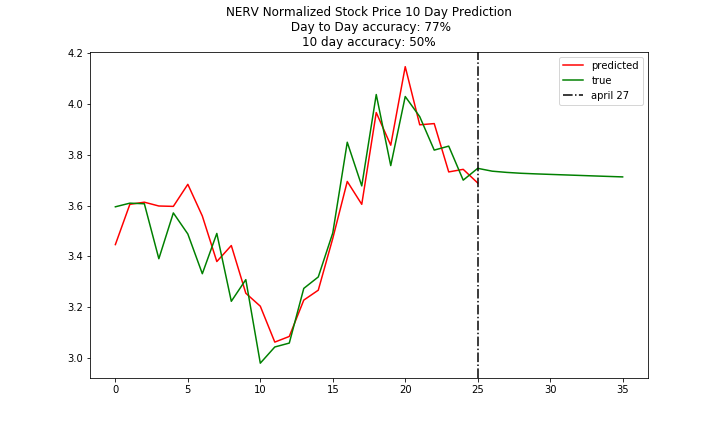 NERV Normalized Stock Price 10 Day Prediction
Day to Day accuracy: 77%
10 day accuracy: 50%
4.2
4.0
3.8
3.6
3.4
3.2
3.0
predicted
true
april 27
0 5 10 15 20 25 30 35